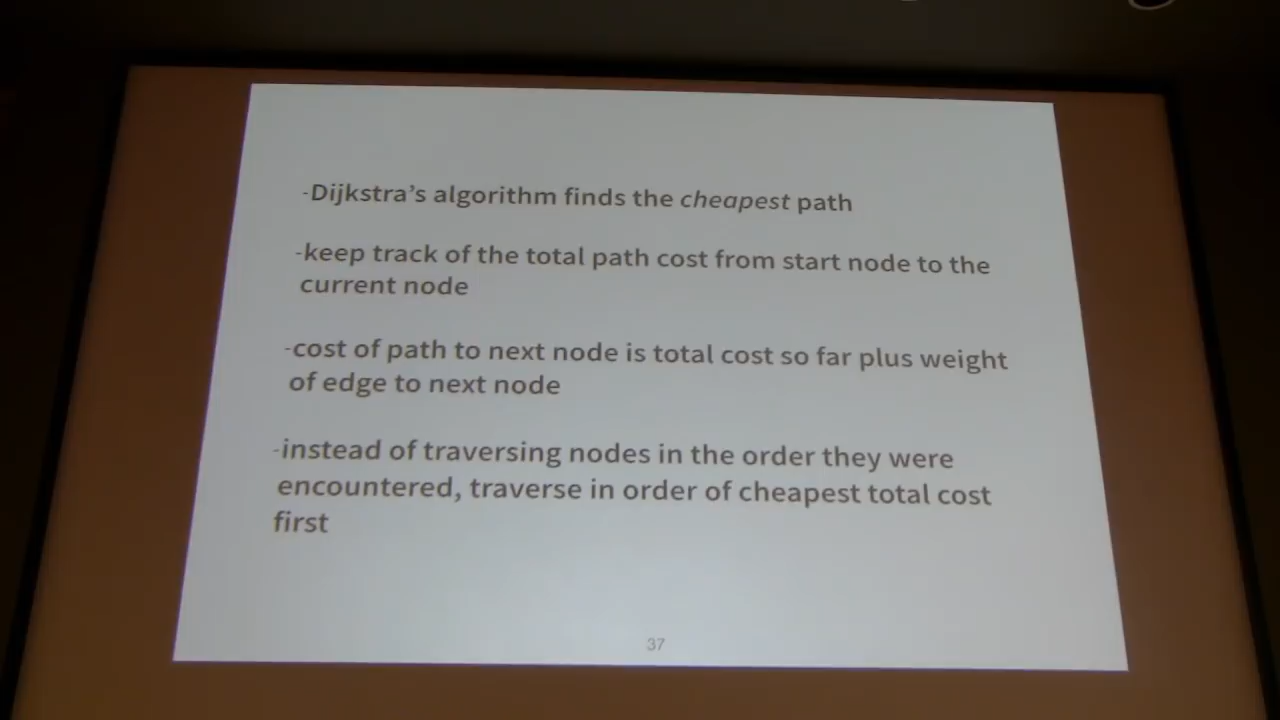 -Dijkstra's algorithm finds the cheapest path
-keep track of the total path cost from start node to the
current node
-cost of path to next node is total cost so far plus weight
of edge to next node
-instead of traversing nodes in the order they were
encountered, traverse in order of cheapest total cost
first
37